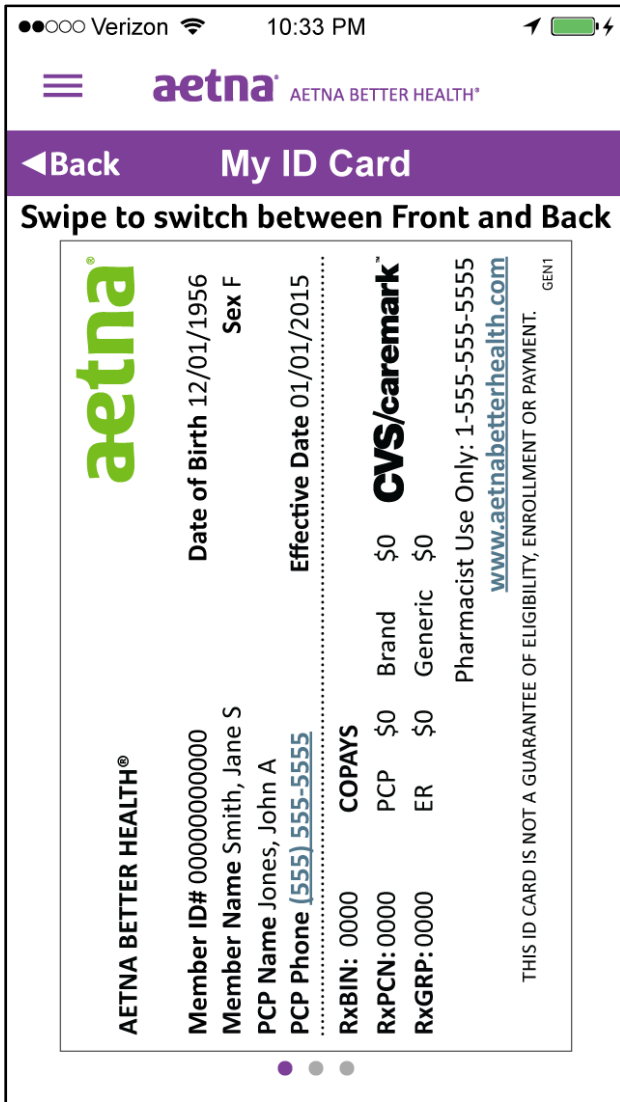 Verizon 10:33 PM
aetna® AETNA BETTER HEALTH®
◀Back My ID Card
Swipe to switch between Front and Back
AETNA BETTER HEALTH® aetna®
Member ID# 00000000000 Date of Birth 12/01/1956
Member Name Smith, Jane S Sex F
PCP Name Jones, John A
PCP Phone (555) 555-5555 Effective Date 01/01/2015
RxBIN: 0000 COPAYS
RxPCN: 0000 PCP $0 Brand $0 CVS/caremark™
RxGRP: 0000 ER $0 Generic $0
Pharmacist Use Only: 1-555-555-5555
www.aetnabetterhealth.com
THIS ID CARD IS NOT A GUARANTEE OF ELIGIBILITY, ENROLLMENT OR PAYMENT. GEN1